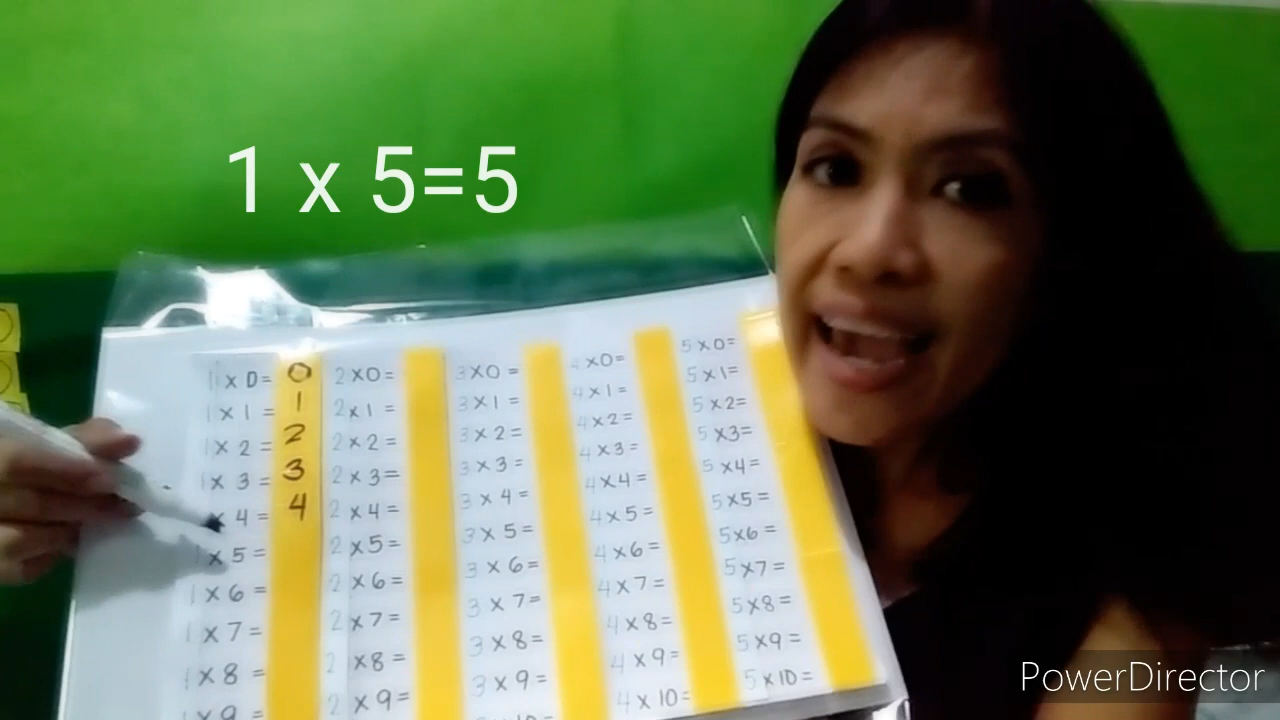 1 x 5=5
1 x 0= 0
1 x 1 = 1
1 x 2 = 2
1 x 3 = 3
x 4 = 4
1 x 5 =
1 x 6 =
1 x 7 =
1 x 8 =
1 x 9 =
2 x 0 =
2 x 1 =
2 x 2 =
2 x 3=
2 x 4 =
2 x 5=
2 x 6 =
2 x 7=
2 x 8 =
2 x 9=
3 x 0 =
3 x 1 =
3 x 2 =
3 x 3 =
3 x 4 =
3 x 5=
3 x 6=
3 x 7=
3 x 8=
3 x 9=
4 x 0=
4 x 1=
4 x 2=
4 x 3=
4 x 4=
4 x 5=
4 x 6=
4 x 7=
4 x 8=
4 x 9=
4 x 10=
5 x 0=
5 x 1=
5 x 2=
5 x 3=
5 x 4=
5 x 5=
5 x 6=
5 x 7=
5 x 8=
5 x 9=
5 x 10=
PowerDirector